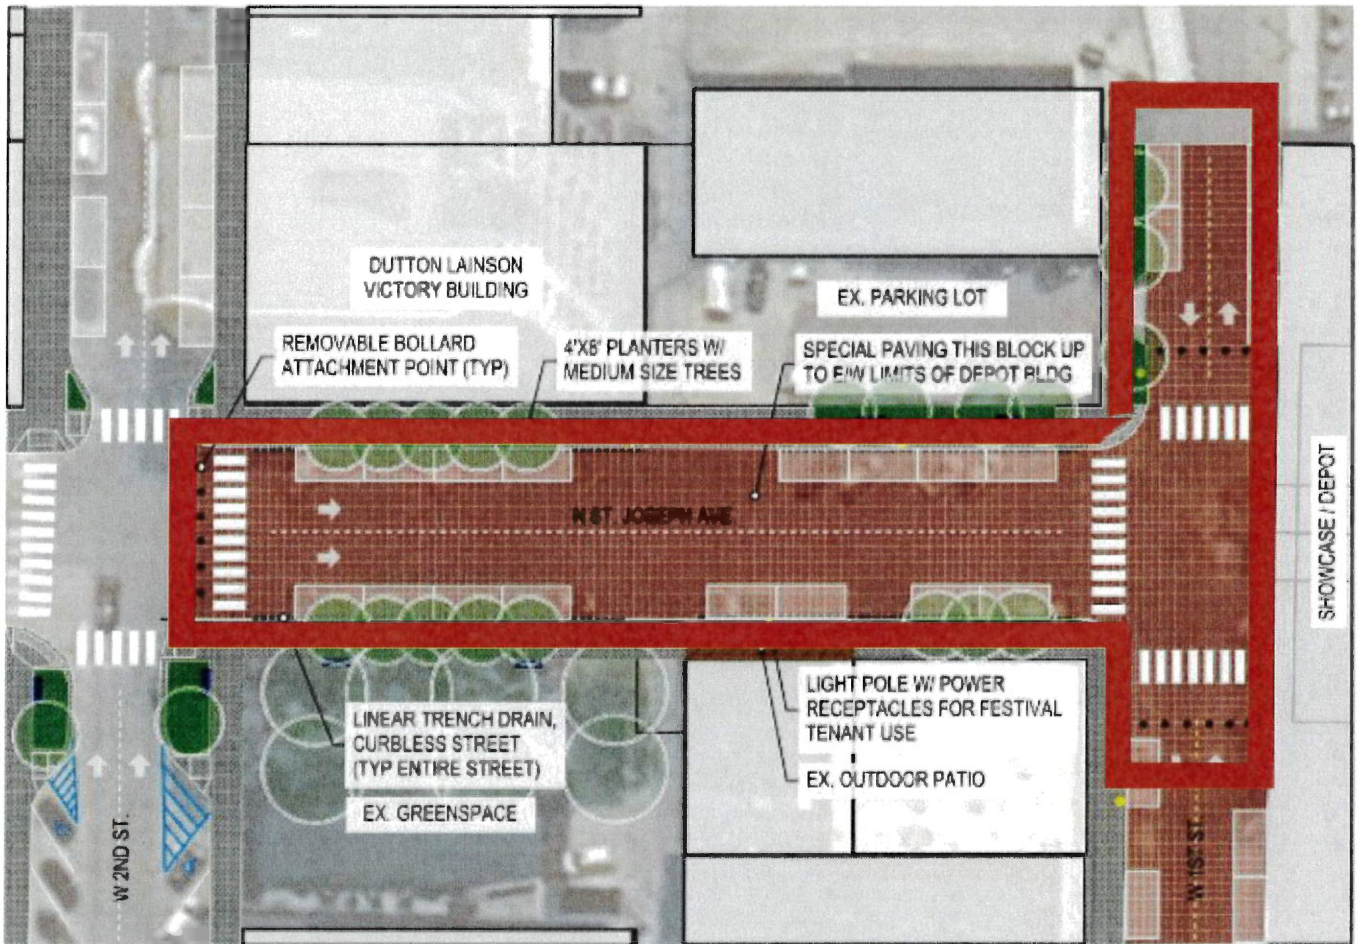 DUTTON LAINSON
VICTORY BUILDING
EX. PARKING LOT
REMOVABLE BOLLARD
ATTACHMENT POINT (TYP)
4'X8' PLANTERS W/
MEDIUM SIZE TREES
SPECIAL PAVING THIS BLOCK UP
TO E/W LIMITS OF DEPOT BLDG
N ST. JOSEPH AVE
SHOWCASE / DEPOT
LINEAR TRENCH DRAIN,
CURBLESS STREET
(TYP ENTIRE STREET)
EX. GREENSPACE
LIGHT POLE W/ POWER
RECEPTACLES FOR FESTIVAL
TENANT USE
EX. OUTDOOR PATIO
W 2ND ST.
W 1ST ST.